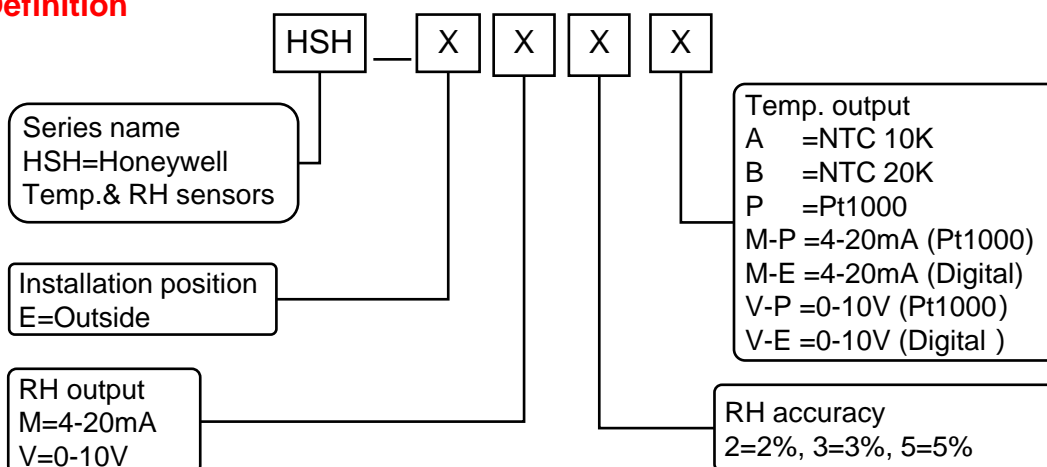 Definition
HSH _ X X X X
Series name
HSH=Honeywell
Temp.& RH sensors
Installation position
E=Outside
RH output
M=4-20mA
V=0-10V
Temp. output
A =NTC 10K
B =NTC 20K
P =Pt1000
M-P =4-20mA (Pt1000)
M-E =4-20mA (Digital)
V-P =0-10V (Pt1000)
V-E =0-10V (Digital )
RH accuracy
2=2%, 3=3%, 5=5%